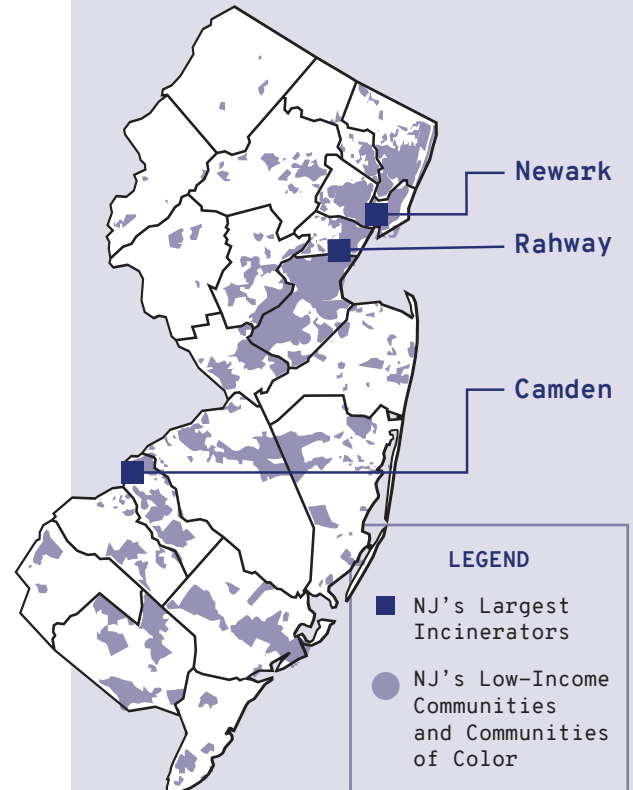 Newark
Rahway
Camden
LEGEND
NJ's Largest
Incinerators
NJ's Low-Income
Communities
and Communities
of Color